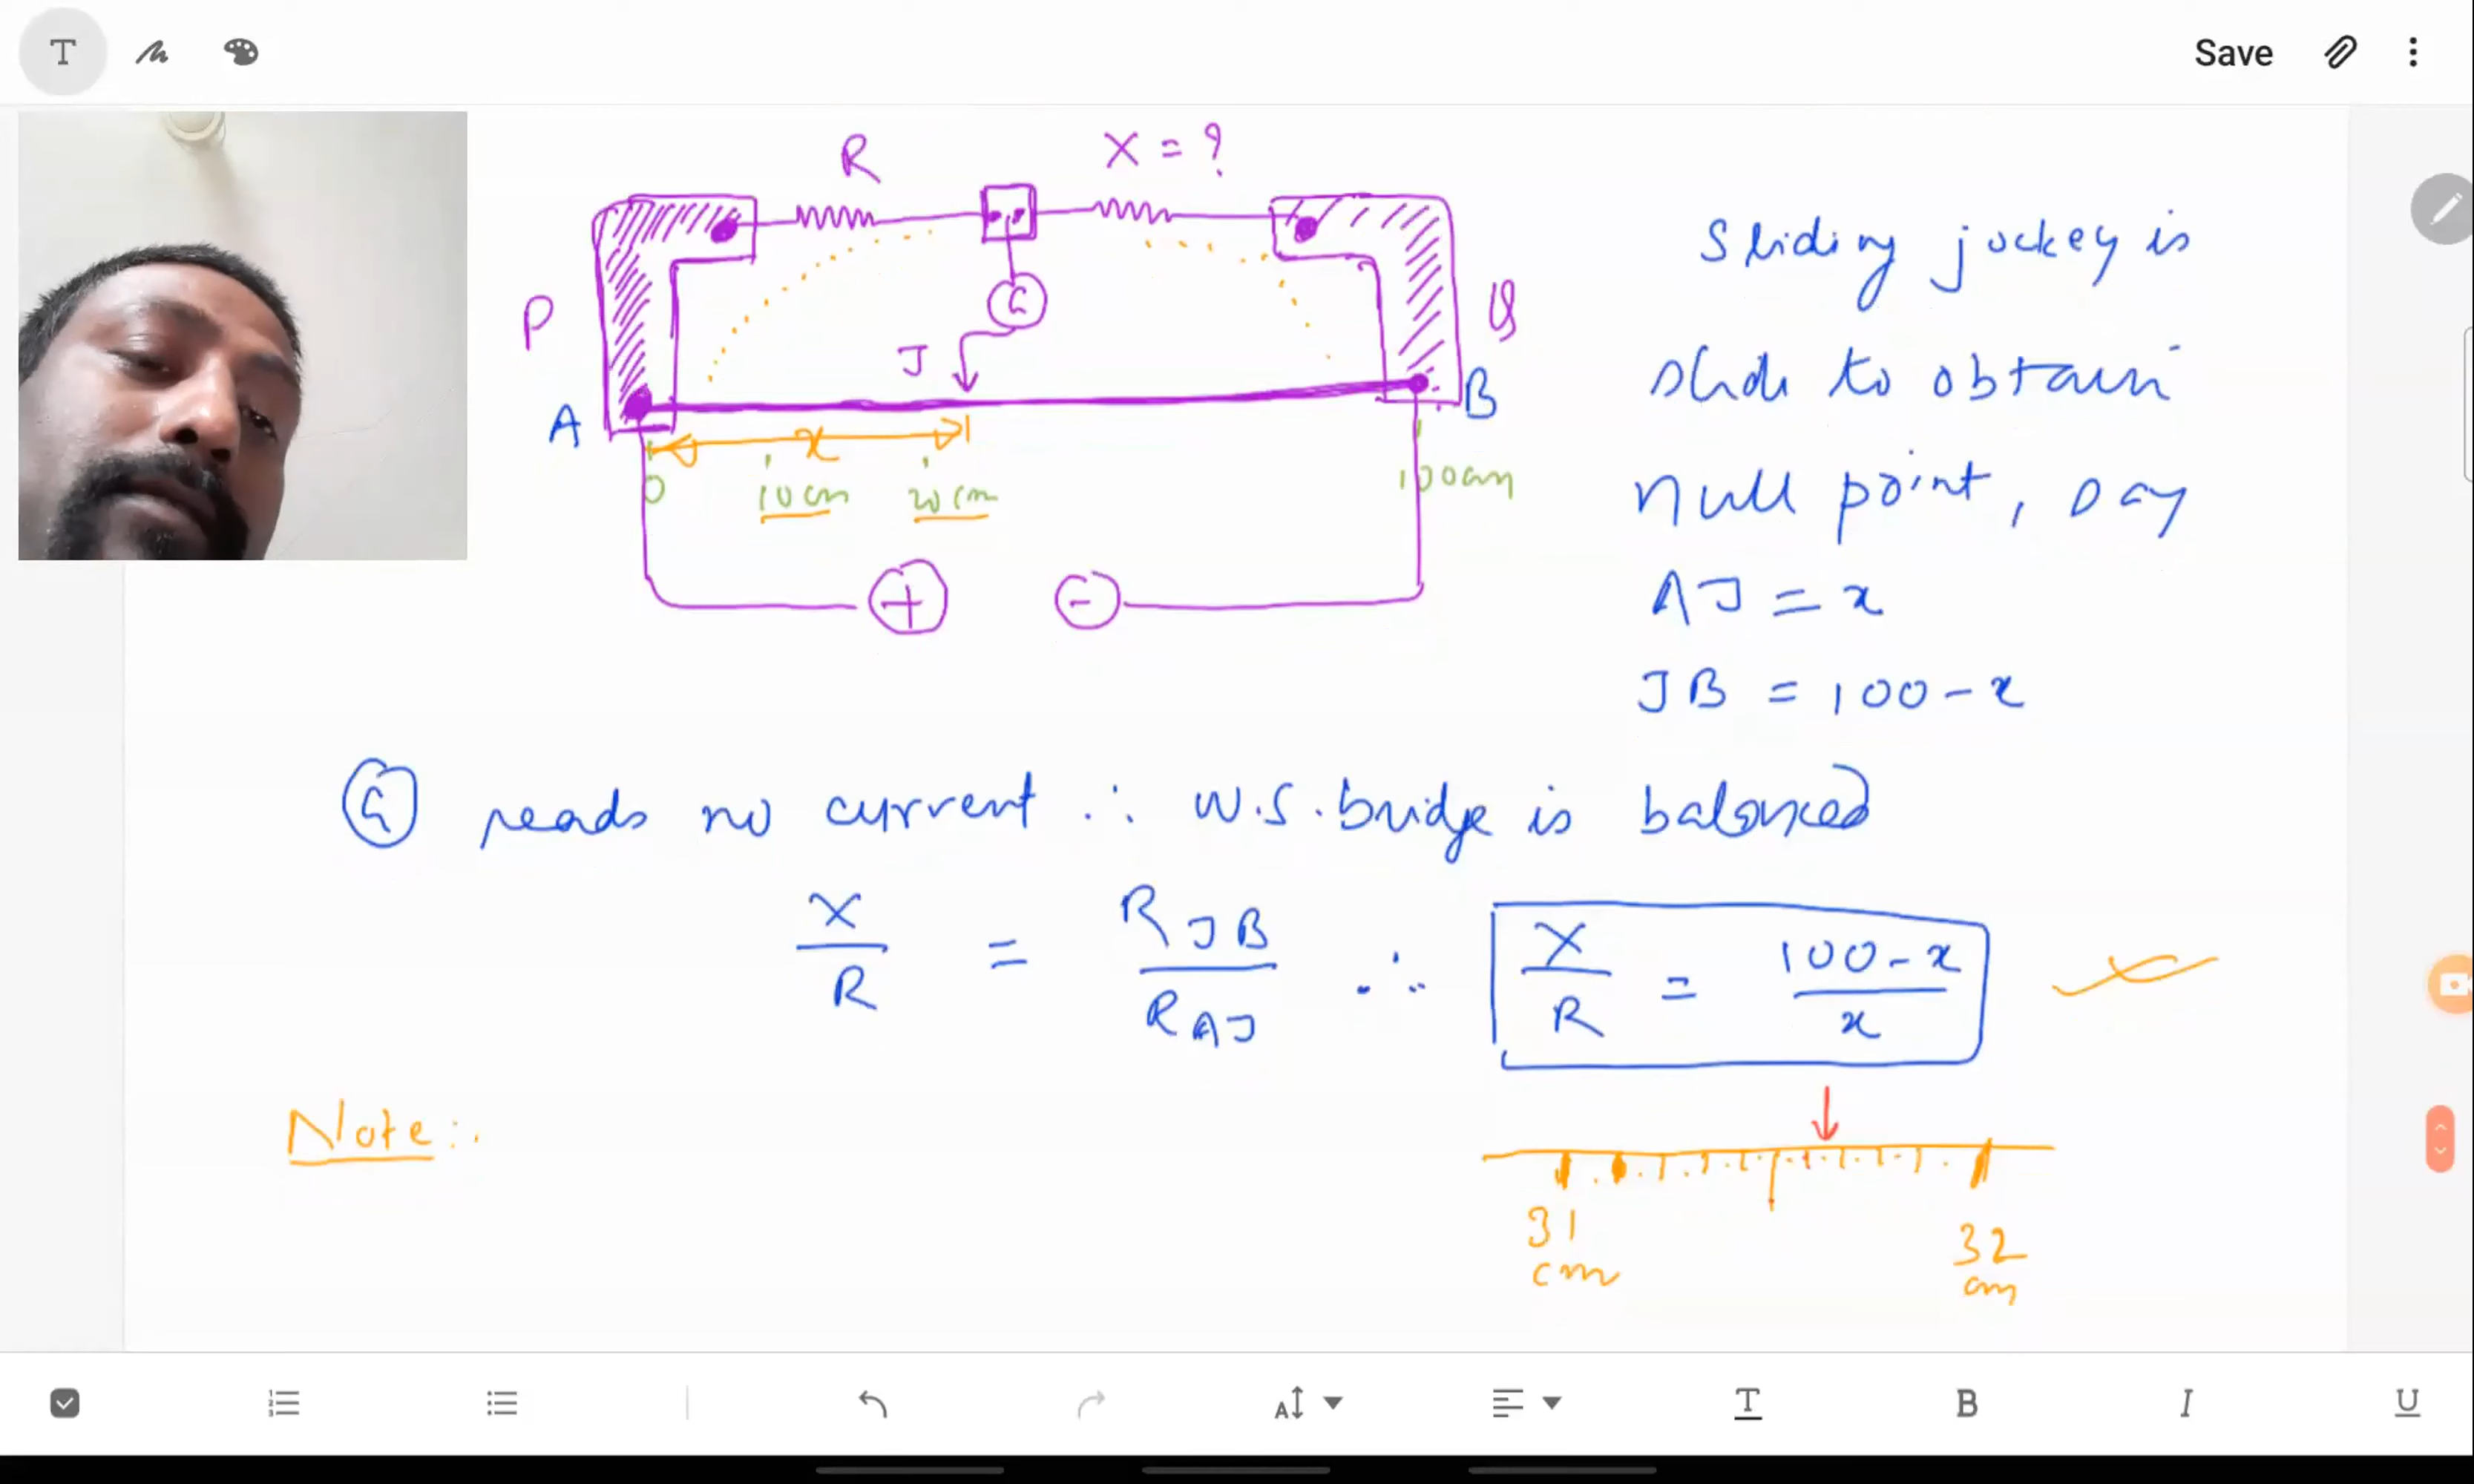 T
Save
R
X = ?
P
G
Q
J
A
B
x
0
10cm
20cm
100cm
+
-
Sliding jockey is
slide to obtain
null point, say
AJ = x
JB = 100 - x
G reads no current ∴ W.S. bridge is balanced
X/R = R_JB/R_AJ ∴ X/R = 100-x/x
Note :.
31 cm
32 cm
A
T
B
I
U